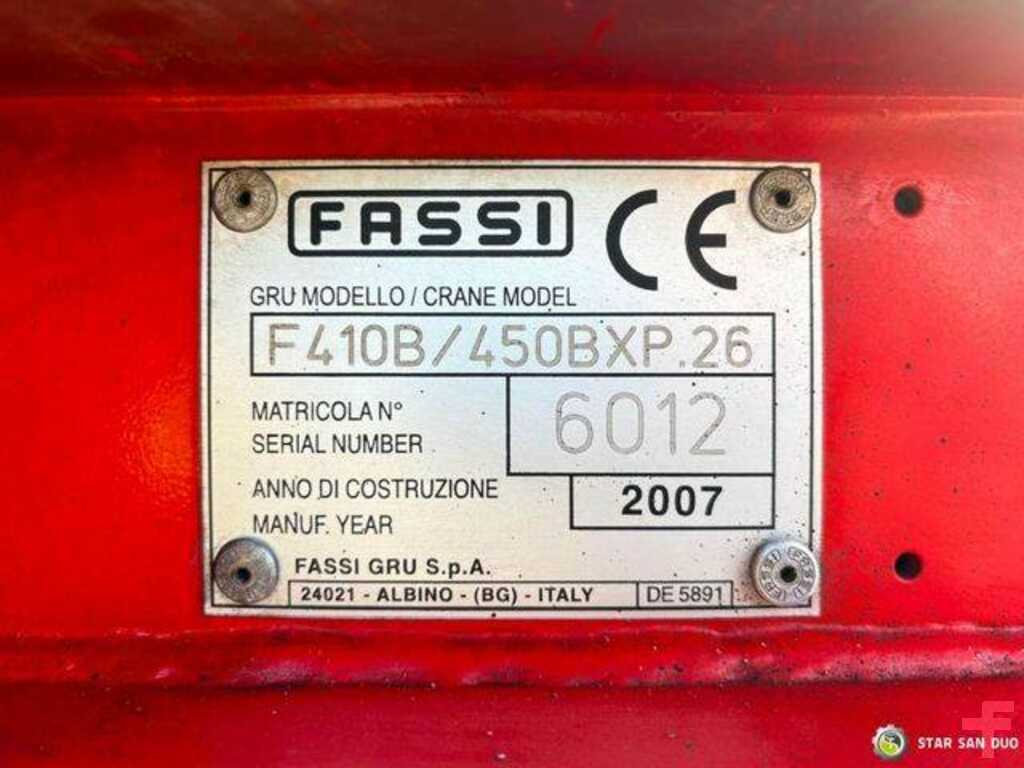 FASSI CE
GRU MODELLO / CRANE MODEL
F410B/450BXP.26
MATRICOLA N°
SERIAL NUMBER
6012
ANNO DI COSTRUZIONE
MANUF. YEAR
2007
FASSI GRU S.p.A.
24021 - ALBINO - (BG) - ITALY DE 5891
STAR SAN DUO